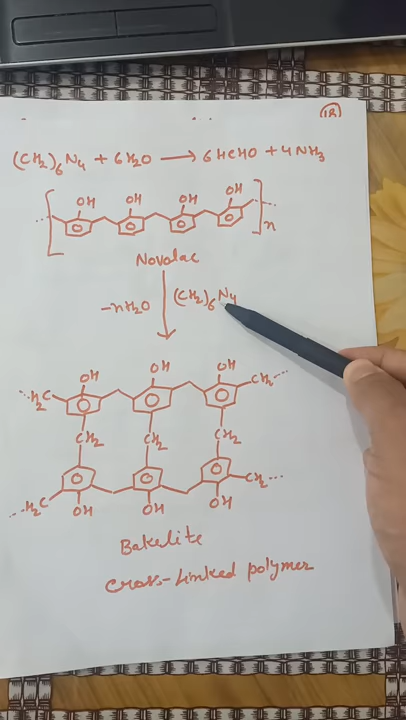 18
(CH2)6N4 + 6H2O → 6HCHO + 4NH3
OH OH OH OH
n
Novolac
-nH2O (CH2)6N4
OH OH OH
...H2C CH2...
CH2 CH2 CH2
...H2C CH2...
OH OH OH
Bakelite
Cross-Linked polymer